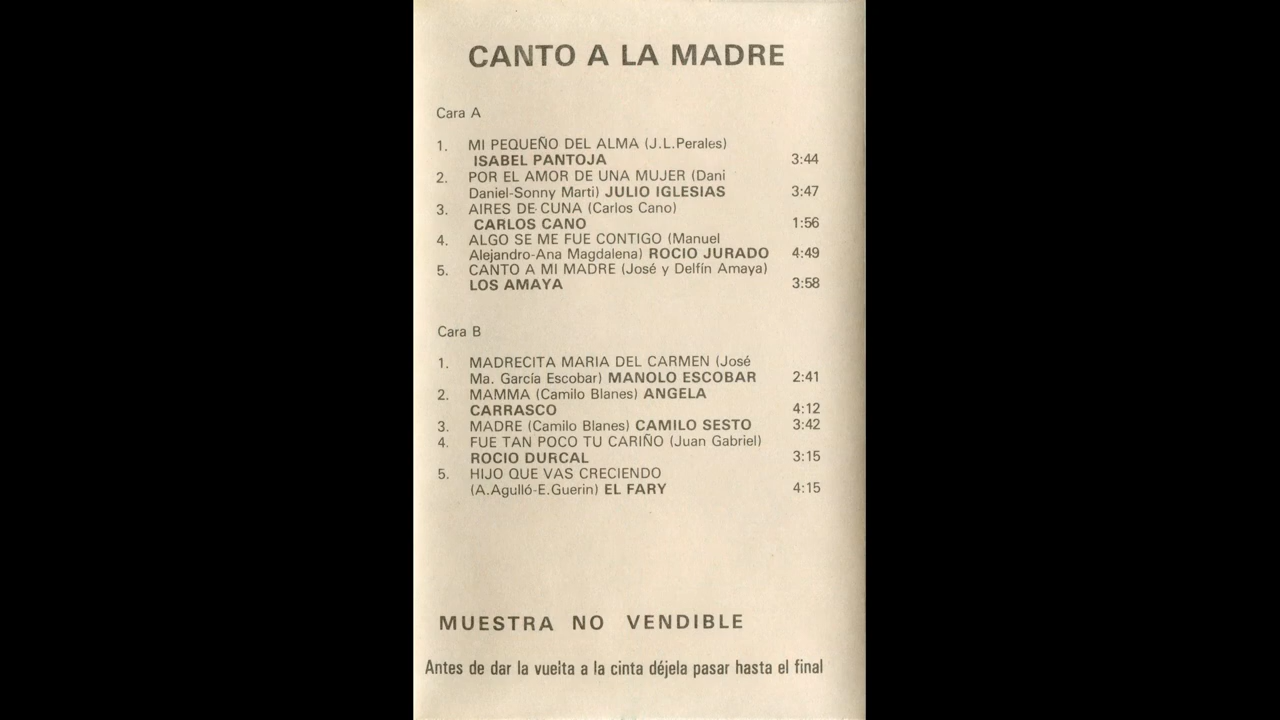 CANTO A LA MADRE
Cara A
1. MI PEQUEÑO DEL ALMA (J.L.Perales)
ISABEL PANTOJA 3:44
2. POR EL AMOR DE UNA MUJER (Dani
Daniel-Sonny Marti) JULIO IGLESIAS 3:47
3. AIRES DE CUNA (Carlos Cano)
CARLOS CANO 1:56
4. ALGO SE ME FUE CONTIGO (Manuel
Alejandro-Ana Magdalena) ROCIO JURADO 4:49
5. CANTO A MI MADRE (José y Delfín Amaya)
LOS AMAYA 3:58
Cara B
1. MADRECITA MARIA DEL CARMEN (José
Ma. García Escobar) MANOLO ESCOBAR 2:41
2. MAMMA (Camilo Blanes) ANGELA
CARRASCO 4:12
3. MADRE (Camilo Blanes) CAMILO SESTO 3:42
4. FUE TAN POCO TU CARIÑO (Juan Gabriel)
ROCIO DURCAL 3:15
5. HIJO QUE VAS CRECIENDO
(A.Agulló-E.Guerin) EL FARY 4:15
MUESTRA NO VENDIBLE
Antes de dar la vuelta a la cinta déjela pasar hasta el final